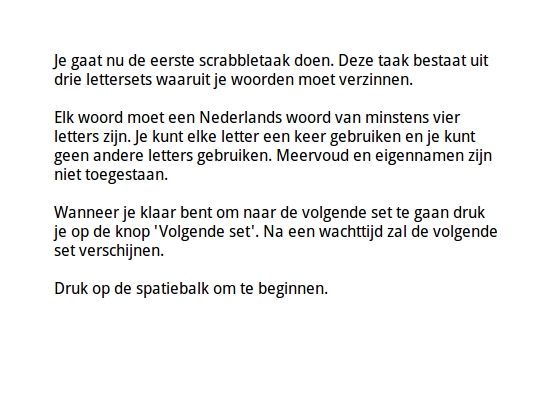 Je gaat nu de eerste scrabbletaak doen. Deze taak bestaat uit
drie lettersets waaruit je woorden moet verzinnen.
Elk woord moet een Nederlands woord van minstens vier
letters zijn. Je kunt elke letter een keer gebruiken en je kunt
geen andere letters gebruiken. Meervoud en eigennamen zijn
niet toegestaan.
Wanneer je klaar bent om naar de volgende set te gaan druk
je op de knop 'Volgende set'. Na een wachttijd zal de volgende
set verschijnen.
Druk op de spatiebalk om te beginnen.